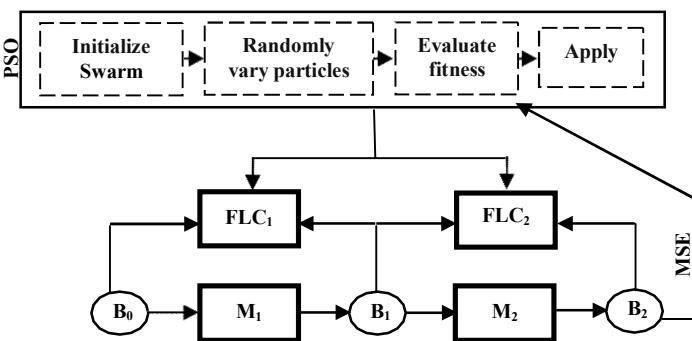 PSO
Initialize
Swarm
Randomly
vary particles
Evaluate
fitness
Apply
FLC₁
FLC₂
MSE
B₀
M₁
B₁
M₂
B₂